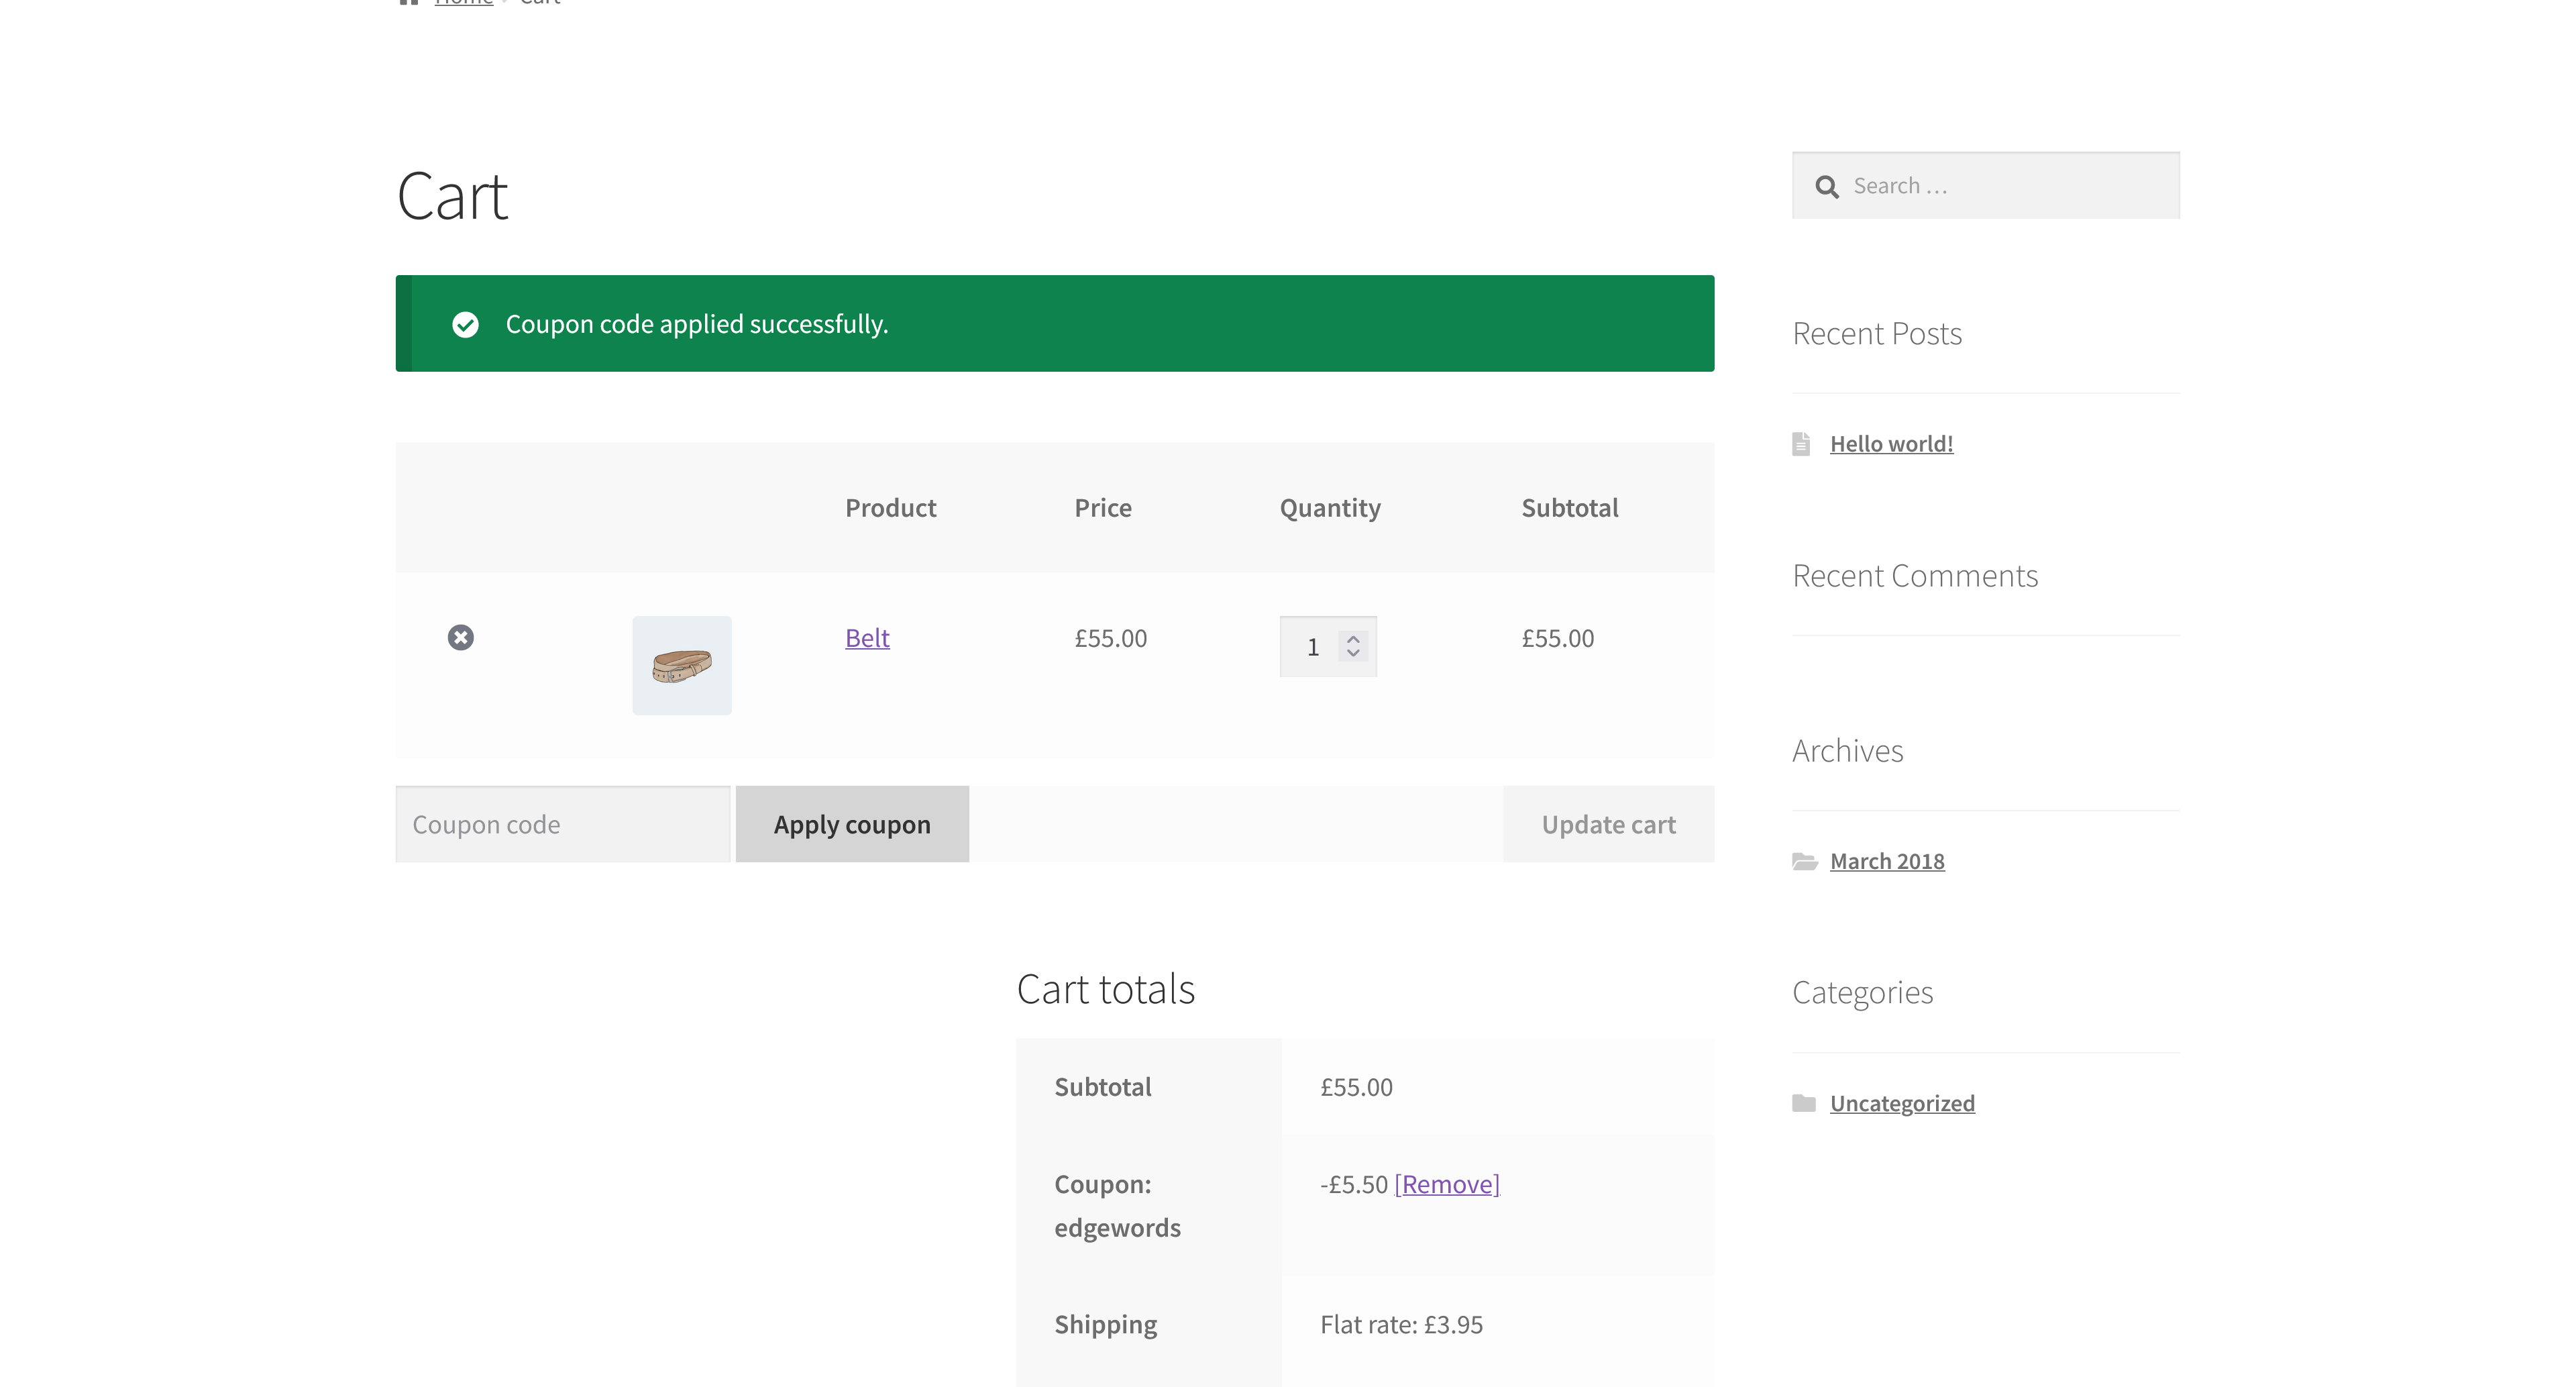 Home Cart
Cart
Search …
Coupon code applied successfully.
Product Price Quantity Subtotal
Belt £55.00 1 £55.00
Coupon code Apply coupon Update cart
Cart totals
Subtotal £55.00
Coupon: -£5.50 [Remove]
edgewords
Shipping Flat rate: £3.95
Recent Posts
Hello world!
Recent Comments
Archives
March 2018
Categories
Uncategorized